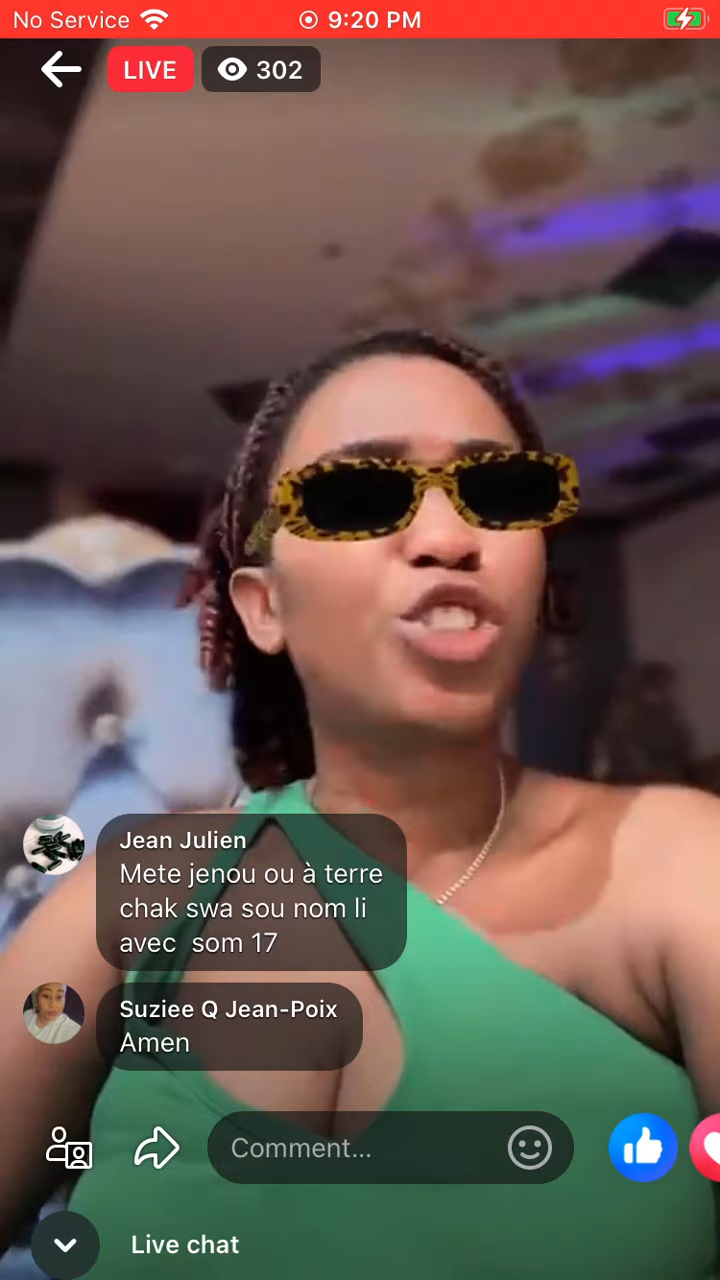 No Service 9:20 PM
LIVE 302
Jean Julien
Mete jenou ou à terre
chak swa sou nom li
avec som 17
Suziee Q Jean-Poix
Amen
Comment...
Live chat